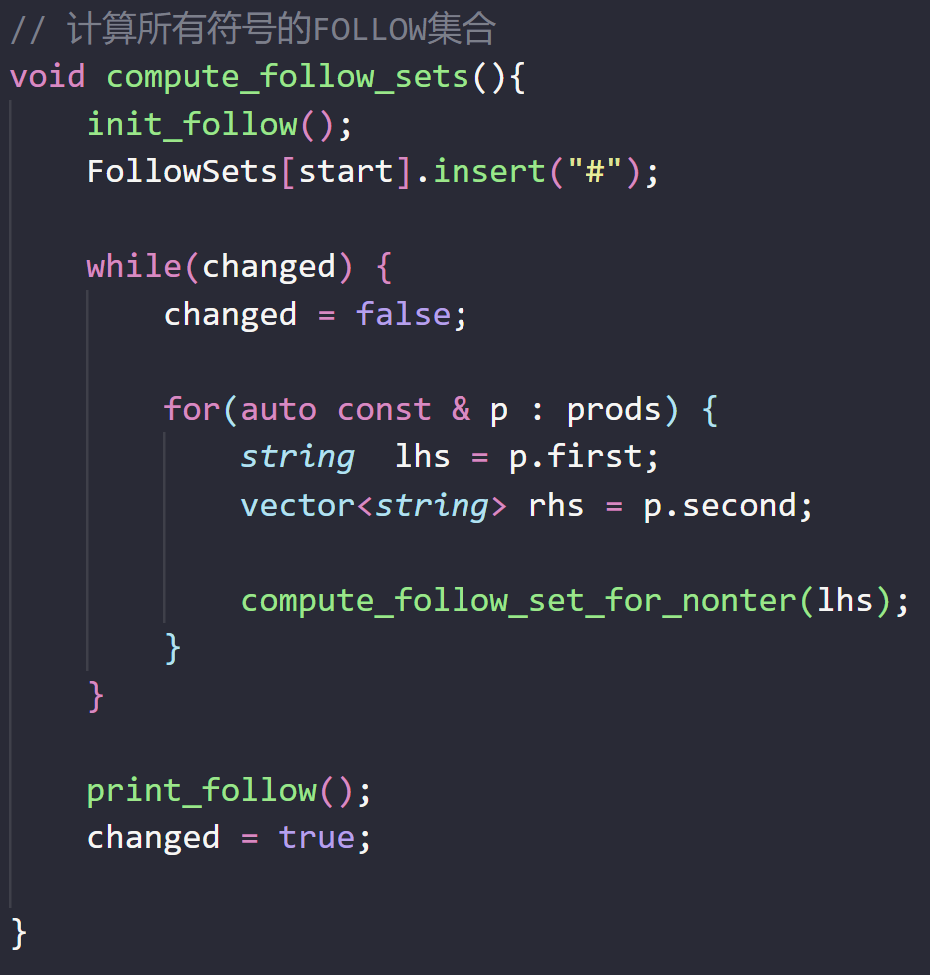 // 计算所有符号的FOLLOW集合
void compute_follow_sets(){
    init_follow();
    FollowSets[start].insert("#");

    while(changed) {
        changed = false;

        for(auto const & p : prods) {
            string  lhs = p.first;
            vector<string> rhs = p.second;

            compute_follow_set_for_nonter(lhs);
        }
    }

    print_follow();
    changed = true;

}